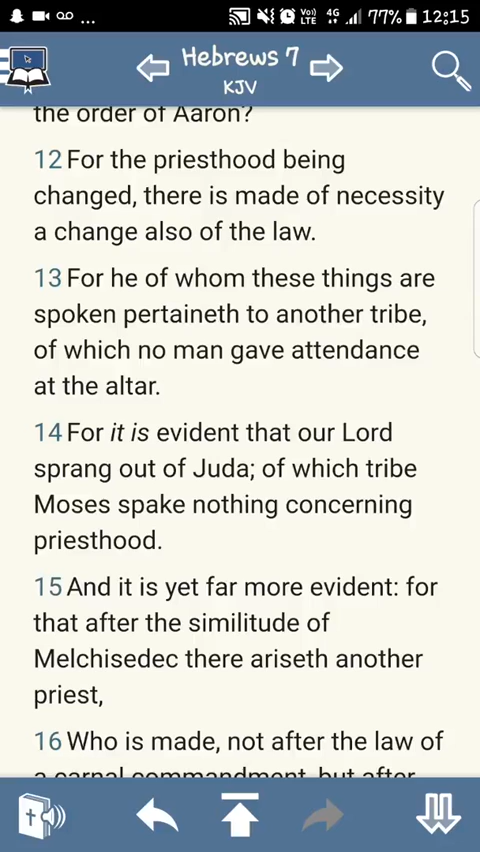 ... 77% 12:15
Hebrews 7
KJV
the order of Aaron?
12 For the priesthood being
changed, there is made of necessity
a change also of the law.
13 For he of whom these things are
spoken pertaineth to another tribe,
of which no man gave attendance
at the altar.
14 For it is evident that our Lord
sprang out of Juda; of which tribe
Moses spake nothing concerning
priesthood.
15 And it is yet far more evident: for
that after the similitude of
Melchisedec there ariseth another
priest,
16 Who is made, not after the law of
a carnal commandment, but after